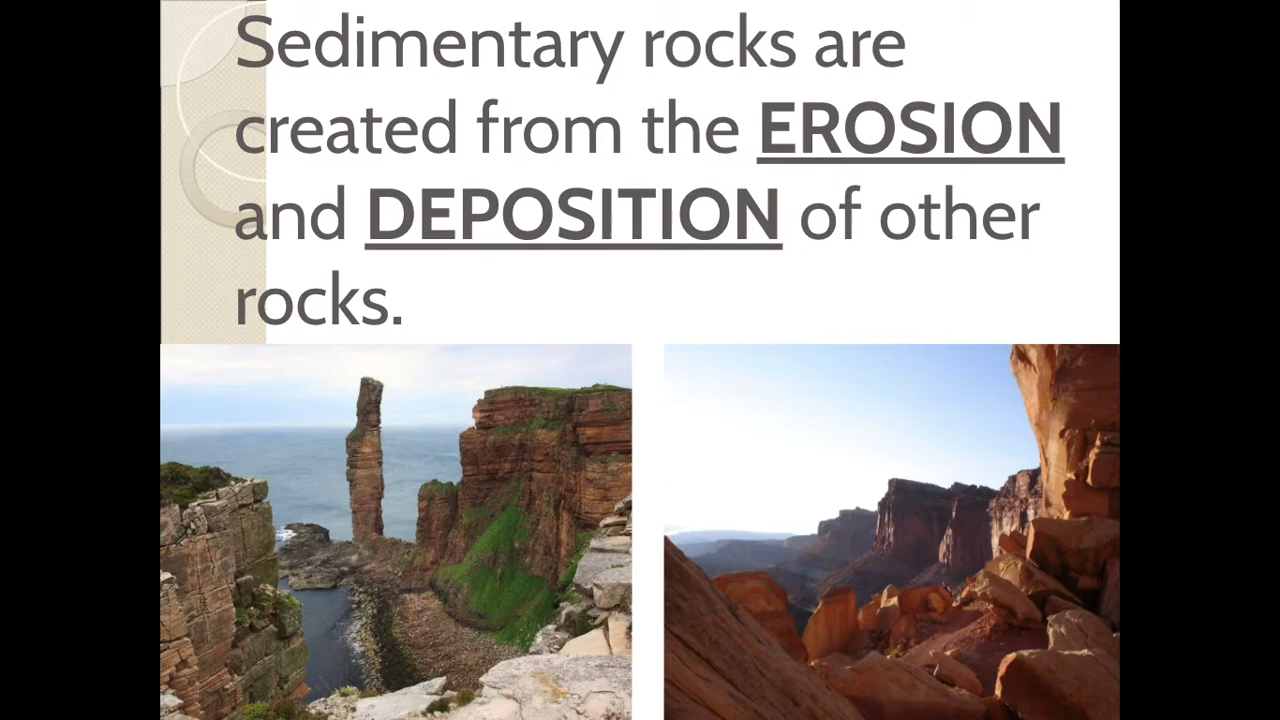 Sedimentary rocks are
created from the EROSION
and DEPOSITION of other
rocks.